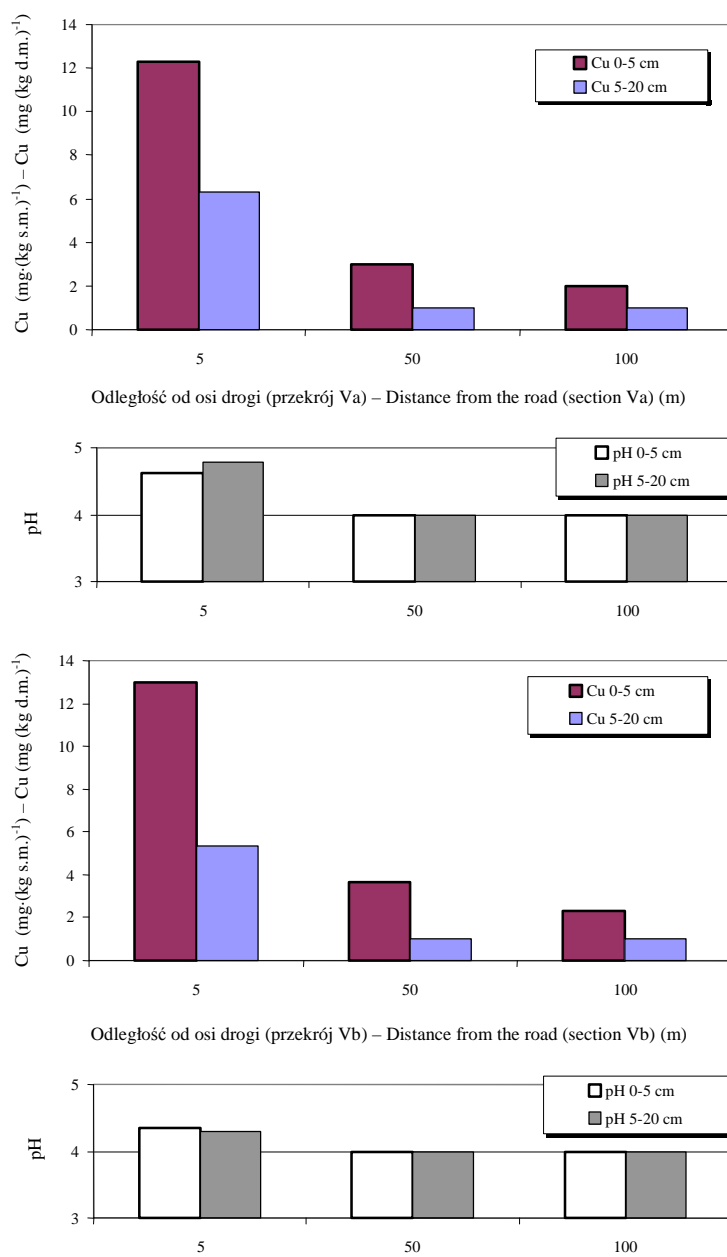 14
12
10
8
6
4
2
0
Cu (mg·(kg s.m.)-1) – Cu (mg (kg d.m.)-1)
Cu 0-5 cm
Cu 5-20 cm
5 50 100
Odległość od osi drogi (przekrój Va) – Distance from the road (section Va) (m)
5
4
3
pH
pH 0-5 cm
pH 5-20 cm
5 50 100
14
12
10
8
6
4
2
0
Cu (mg·(kg s.m.)-1) – Cu (mg (kg d.m.)-1)
Cu 0-5 cm
Cu 5-20 cm
5 50 100
Odległość od osi drogi (przekrój Vb) – Distance from the road (section Vb) (m)
5
4
3
pH
pH 0-5 cm
pH 5-20 cm
5 50 100